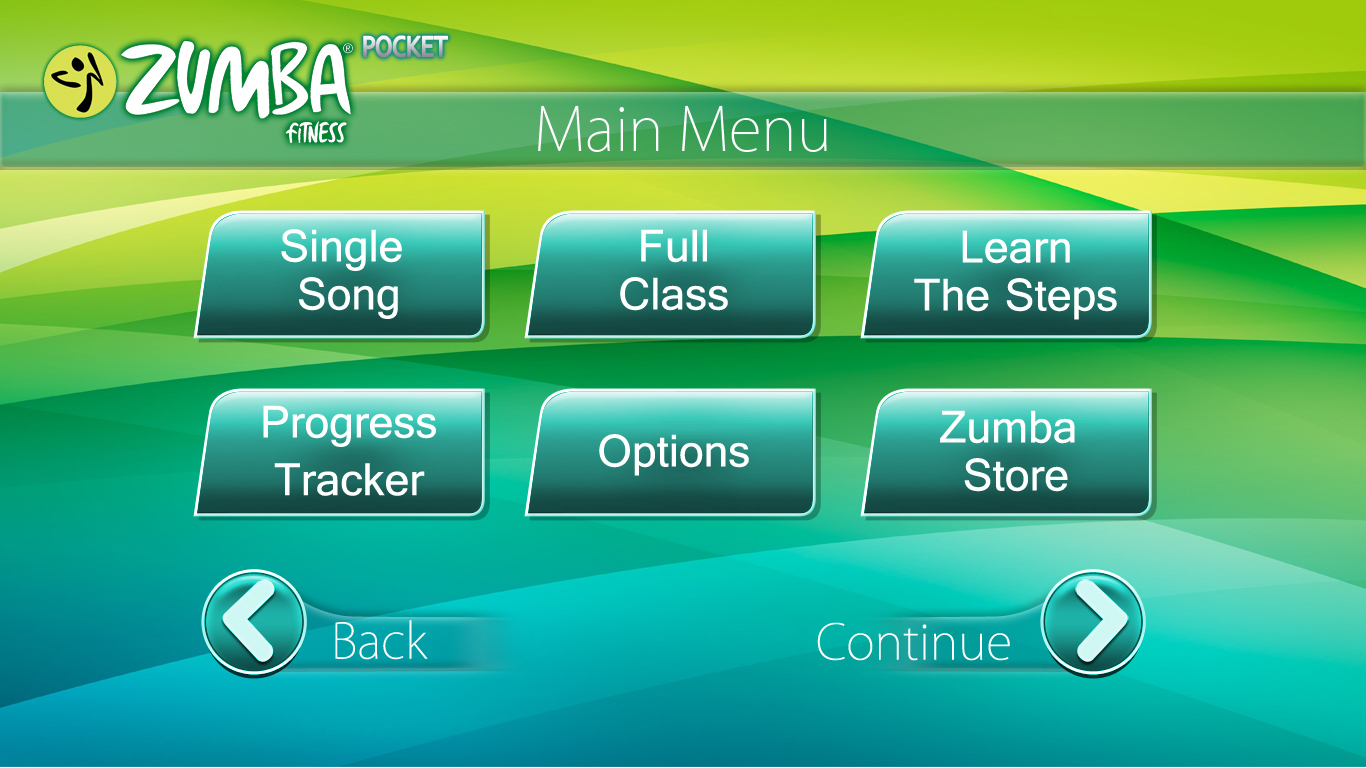 ZUMBA® POCKET
FITNESS
Main Menu
Single
Song
Full
Class
Learn
The Steps
Progress
Tracker
Options
Zumba
Store
Back
Continue